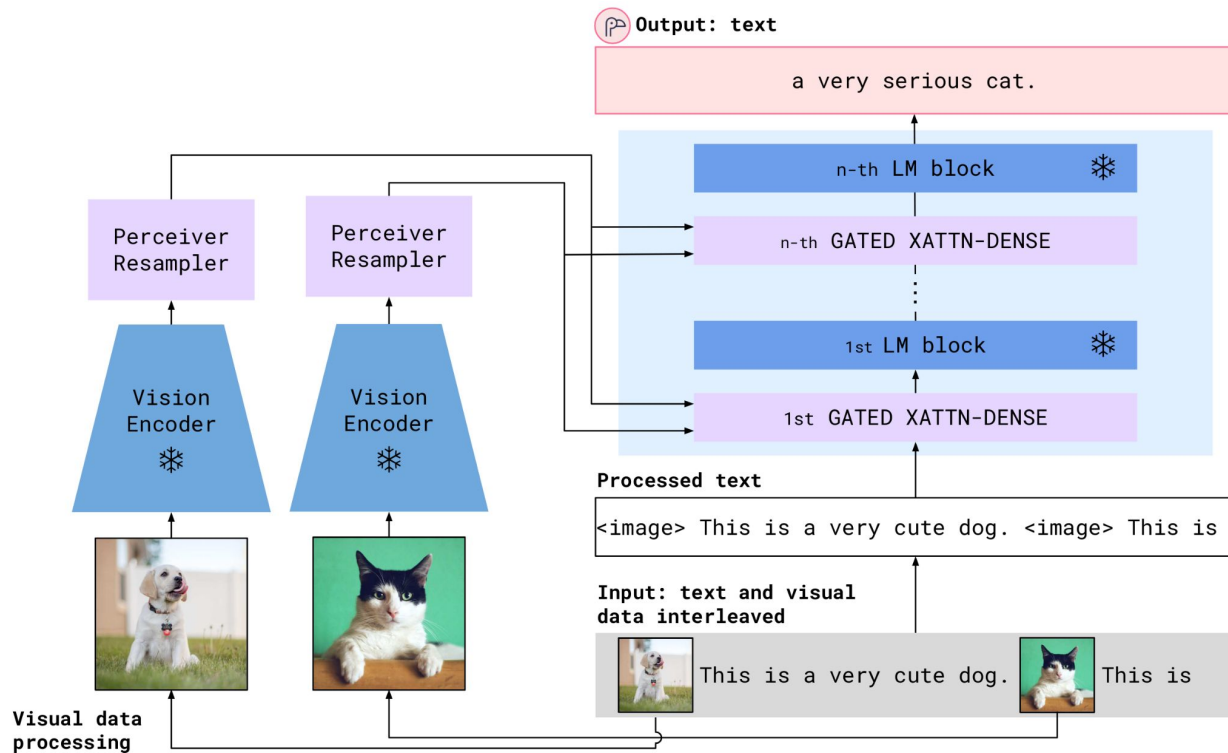 Output: text
a very serious cat.
n-th LM block
n-th GATED XATTN-DENSE
1st LM block
1st GATED XATTN-DENSE
Perceiver
Resampler
Perceiver
Resampler
Vision
Encoder
Vision
Encoder
Processed text
<image> This is a very cute dog. <image> This is
Input: text and visual
data interleaved
This is a very cute dog. This is
Visual data
processing